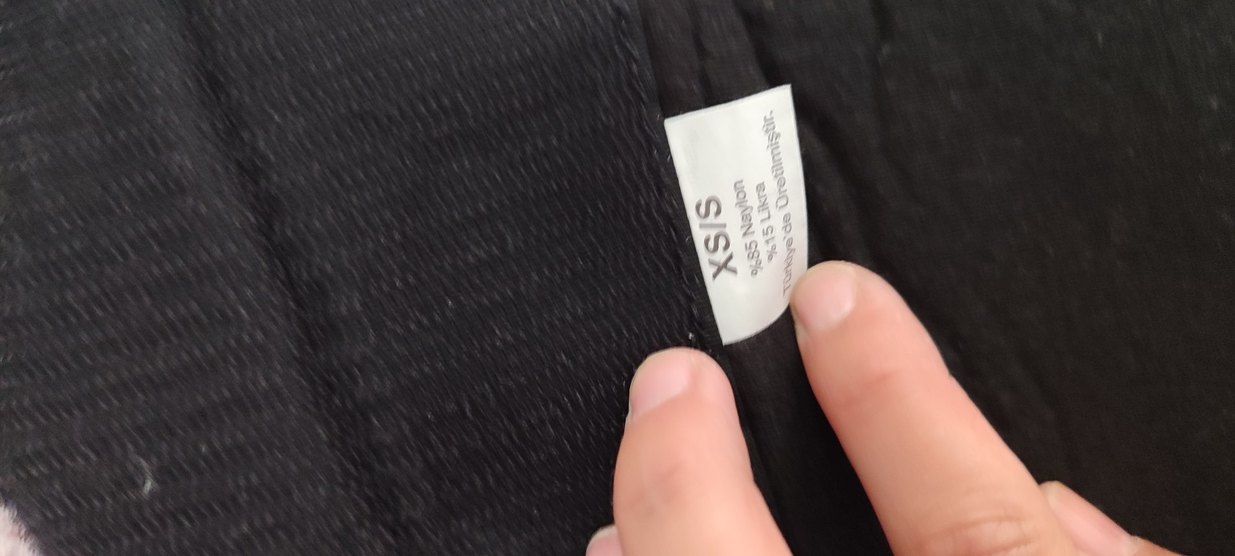 XS/S
%85 Naylon
%15 Likra
Türkiye'de Üretilmiştir.